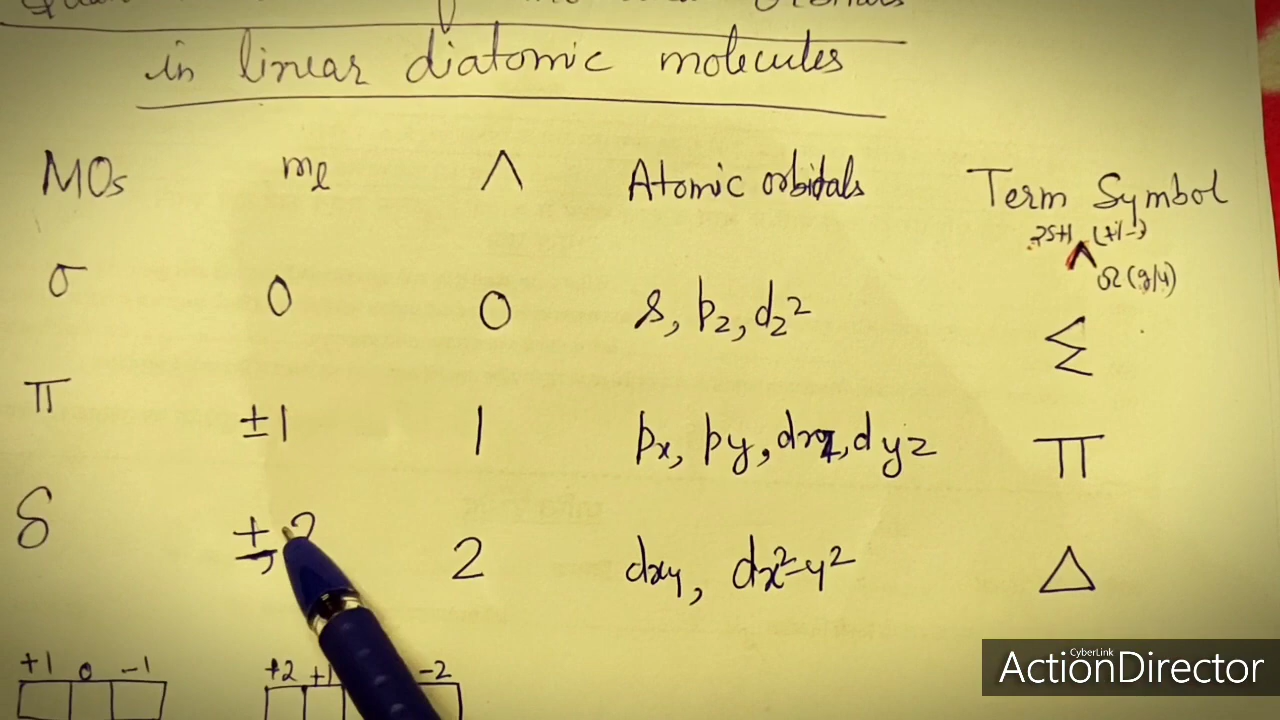 in linear diatomic molecules
MOs mℓ Λ Atomic orbitals Term Symbol
2S+1 Λ (+/-) Ω (g/u)
σ 0 0 s, pz, dz² Σ
π ±1 1 px, py, dxz, dyz Π
δ ±2 2 dxy, dx²-y² Δ
+1 0 -1 +2 +1 -2
CyberLink
ActionDirector